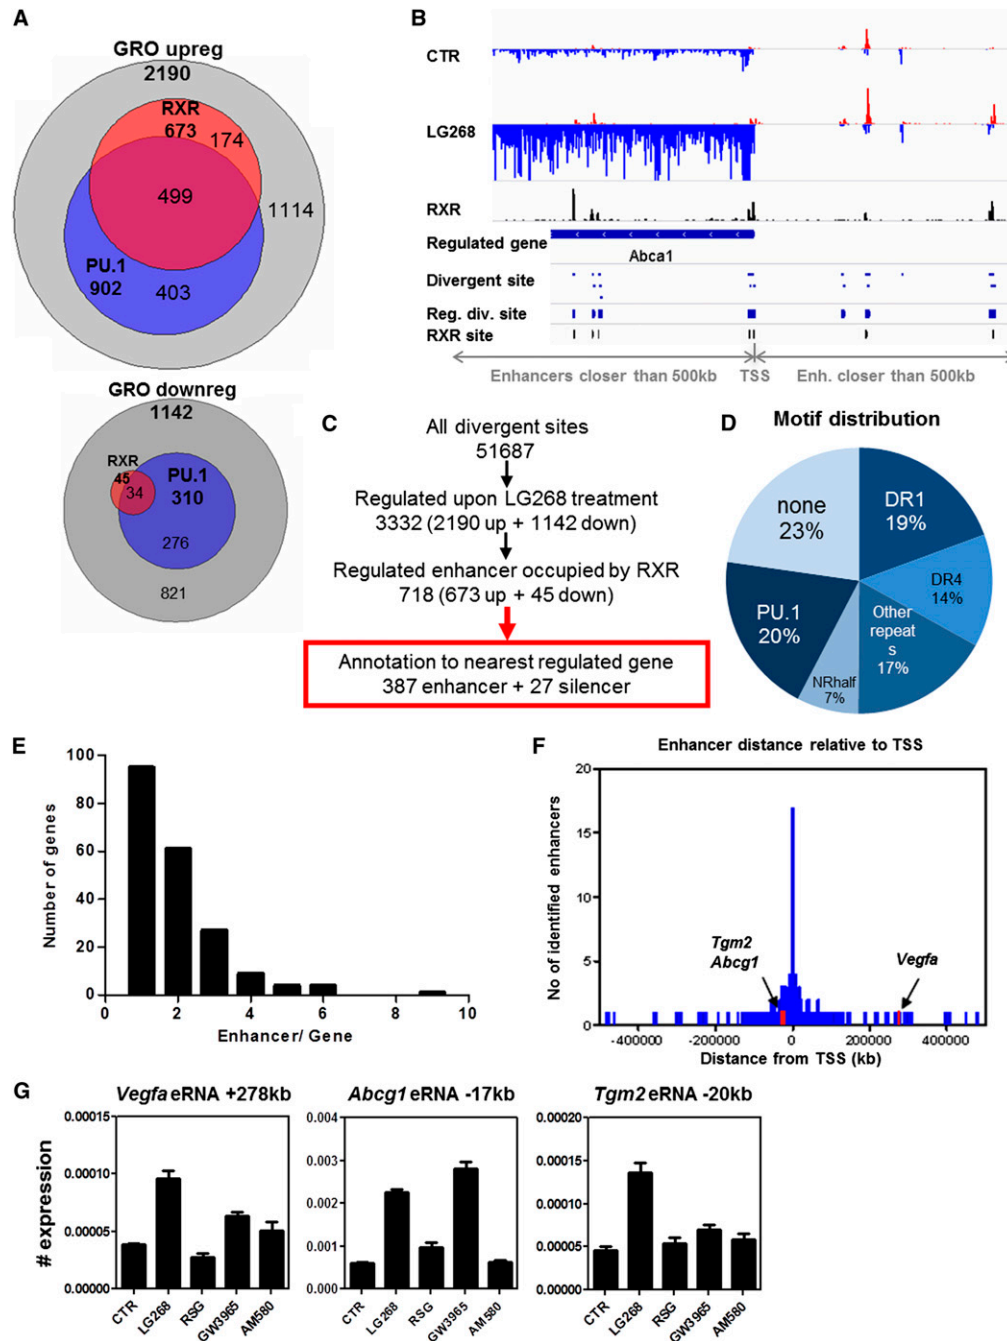 A
GRO upreg
2190
RXR
673
174
499
1114
PU.1
902
403
GRO downreg
1142
RXR
45
34
PU.1
310
276
821
B
CTR
LG268
RXR
Regulated gene
Abca1
Divergent site
Reg. div. site
RXR site
Enhancers closer than 500kb
TSS
Enh. closer than 500kb
C
All divergent sites
51687
Regulated upon LG268 treatment
3332 (2190 up + 1142 down)
Regulated enhancer occupied by RXR
718 (673 up + 45 down)
Annotation to nearest regulated gene
387 enhancer + 27 silencer
D
Motif distribution
none
23%
DR1
19%
DR4
14%
Other
repeat
s
17%
NRhalf
7%
PU.1
20%
E
Number of genes
100
80
60
40
20
0
0 2 4 6 8 10
Enhancer/ Gene
F
Enhancer distance relative to TSS
No of identified enhancers
20
15
10
5
0
Tgm2
Abcg1
Vegfa
-400000 -200000 0 200000 400000
Distance from TSS (kb)
G
# expression
Vegfa eRNA +278kb
0.00015
0.00010
0.00005
0.00000
CTR LG268 RSG GW3965 AM580
Abcg1 eRNA -17kb
0.004
0.003
0.002
0.001
0.000
CTR LG268 RSG GW3965 AM580
Tgm2 eRNA -20kb
0.00020
0.00015
0.00010
0.00005
0.00000
CTR LG268 RSG GW3965 AM580